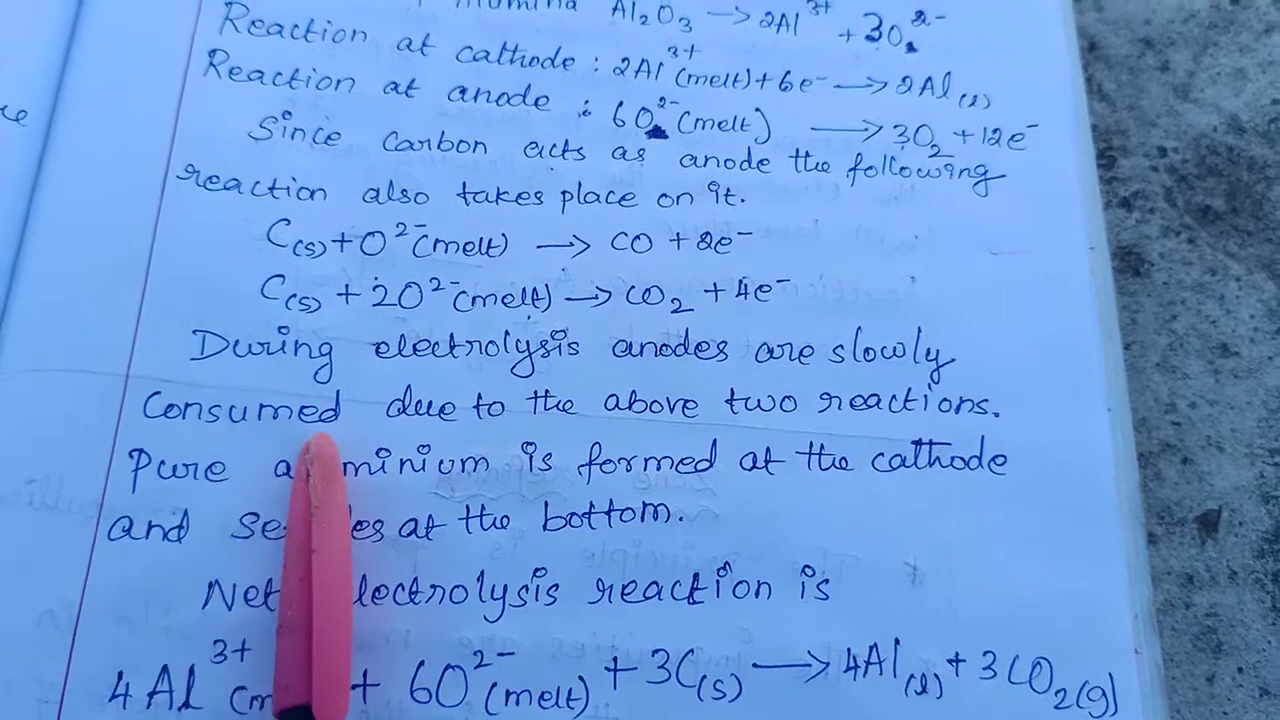 Al₂O₃ → 2Al³⁺ + 3O²⁻
Reaction at cathode : 2Al³⁺ (melt) + 6e⁻ → 2Al (l)
Reaction at anode : 6O²⁻ (melt) → 3O₂ + 12e⁻
Since carbon acts as anode the following
reaction also takes place on it.
C(s) + O²⁻ (melt) → CO + 2e⁻
C(s) + 2O²⁻ (melt) → CO₂ + 4e⁻
During electrolysis anodes are slowly
Consumed due to the above two reactions.
Pure minium is formed at the cathode
and at the bottom.
Net lectrolysis reaction is
4Al³⁺ (m + 6O²⁻ (melt) + 3C(s) → 4Al(l) + 3CO₂(g)